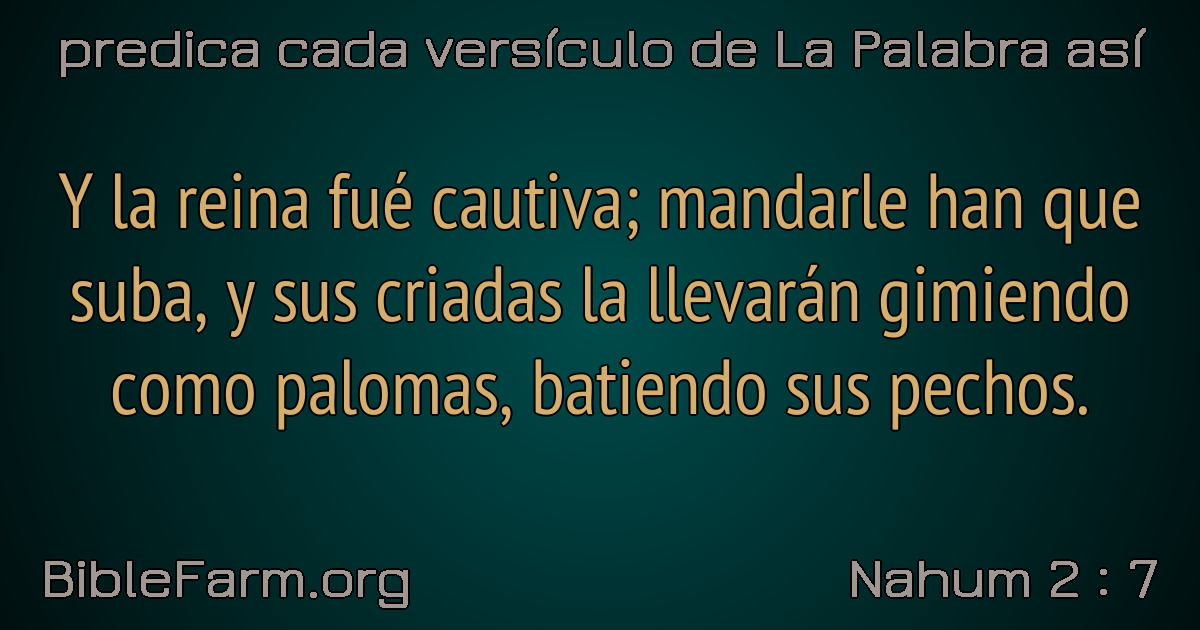 predica cada versículo de La Palabra así
Y la reina fué cautiva; mandarle han que
suba, y sus criadas la llevarán gimiendo
como palomas, batiendo sus pechos.
BibleFarm.org
Nahum 2 : 7